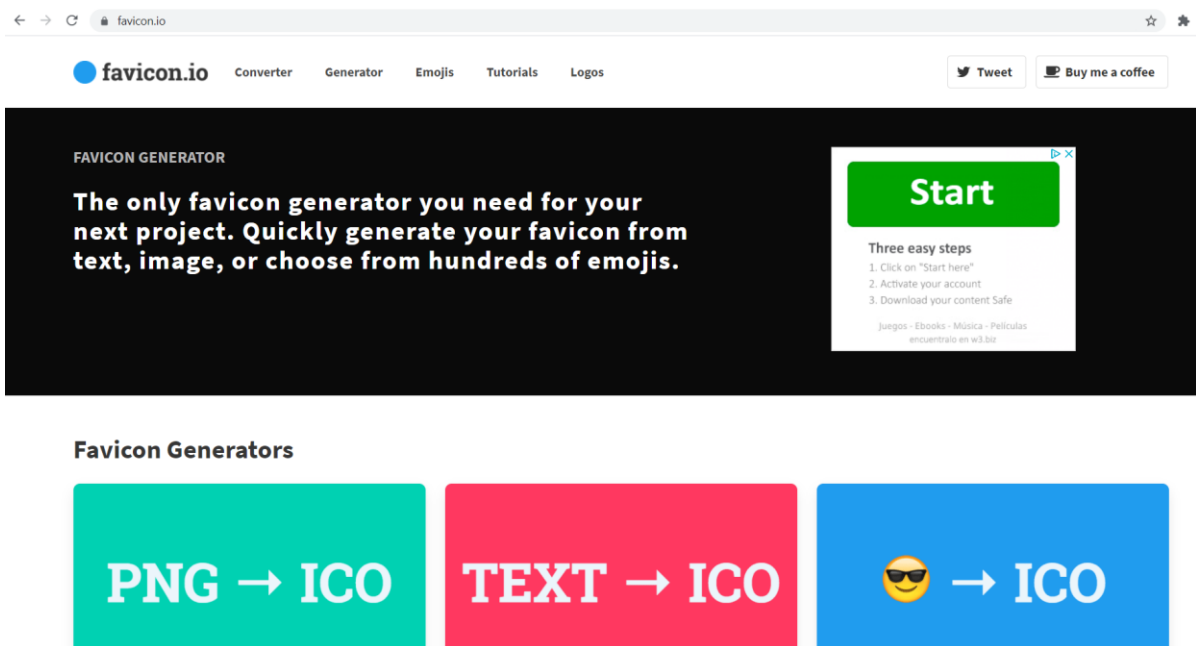 favicon.io
favicon.io Converter Generator Emojis Tutorials Logos Tweet Buy me a coffee
FAVICON GENERATOR
The only favicon generator you need for your
next project. Quickly generate your favicon from
text, image, or choose from hundreds of emojis.
Start
Three easy steps
1. Click on "Start here"
2. Activate your account
3. Download your content Safe
Juegos - Ebooks - Música - Películas
encuentralo en w3.biz
Favicon Generators
PNG → ICO
TEXT → ICO
😎 → ICO